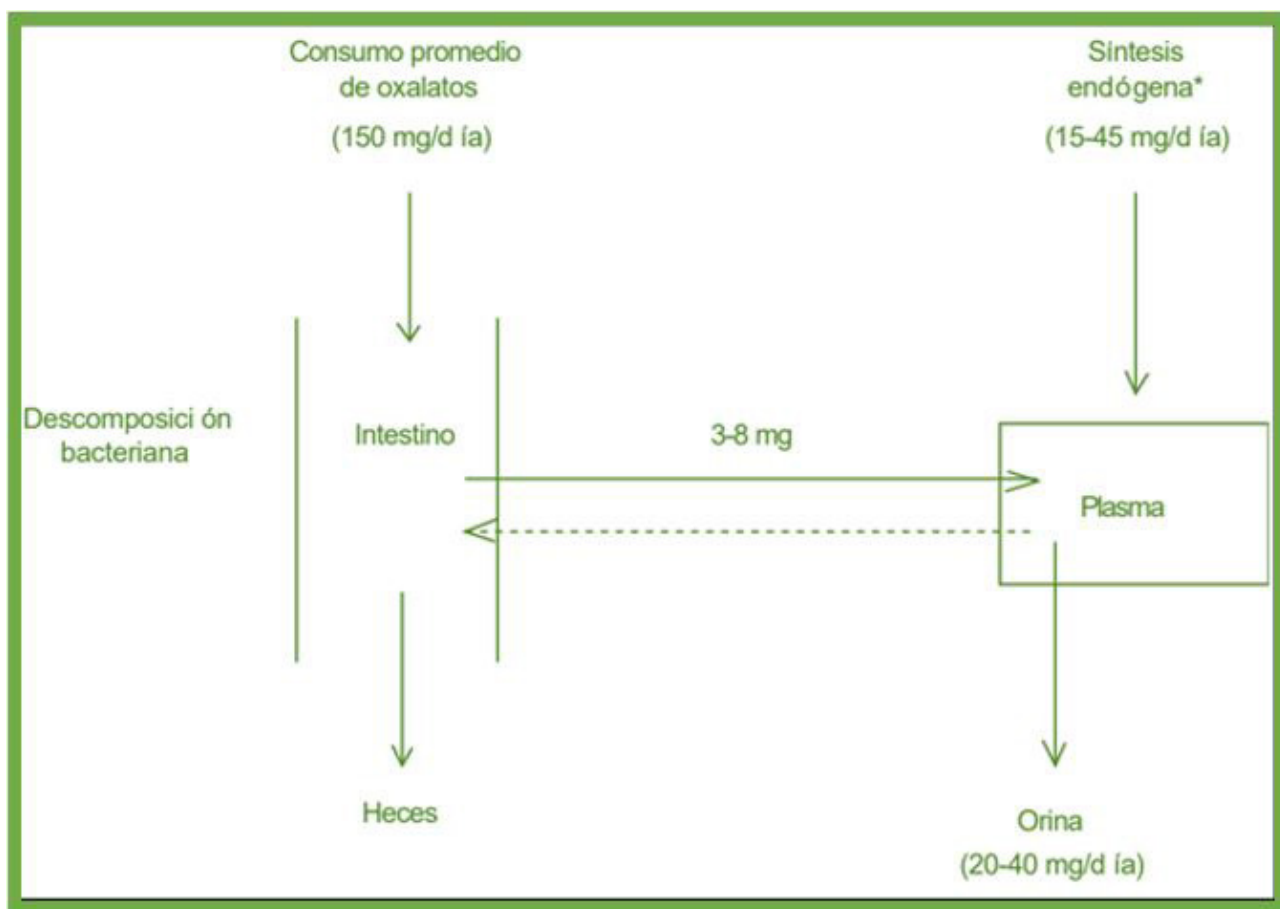 Consumo promedio
de oxalatos
(150 mg/d ía)
Síntesis
endógena*
(15-45 mg/d ía)
Descomposici ón
bacteriana
Intestino
3-8 mg
Plasma
Heces
Orina
(20-40 mg/d ía)